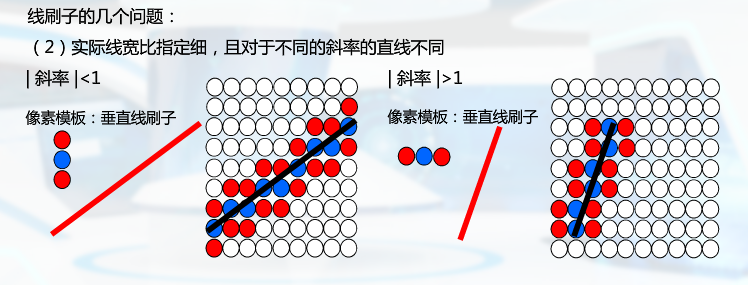 线刷子的几个问题：
（2）实际线宽比指定细，且对于不同的斜率的直线不同
| 斜率 |<1
像素模板：垂直线刷子
| 斜率 |>1
像素模板：垂直线刷子